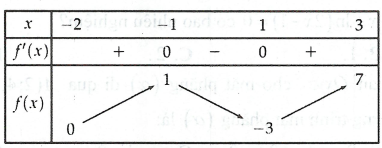 x −2 −1 1 3
f'(x) + 0 − 0 +
1 7
f(x)
0 −3